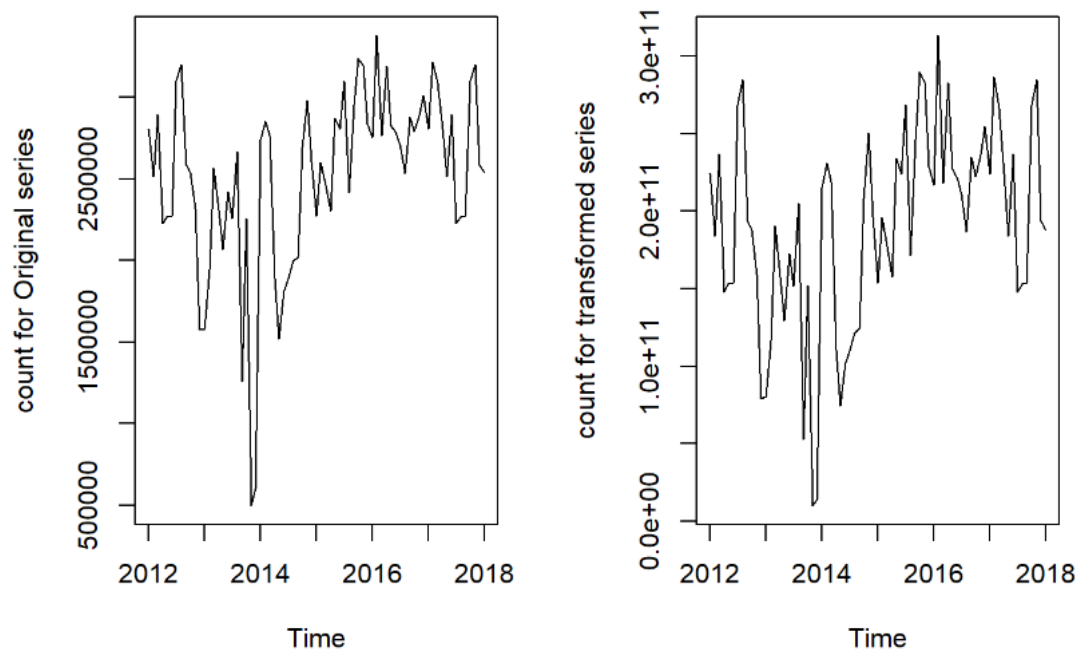 count for Original series
500000
1500000
2500000
2012
2014
2016
2018
Time
count for transformed series
0.0e+00
1.0e+11
2.0e+11
3.0e+11
2012
2014
2016
2018
Time